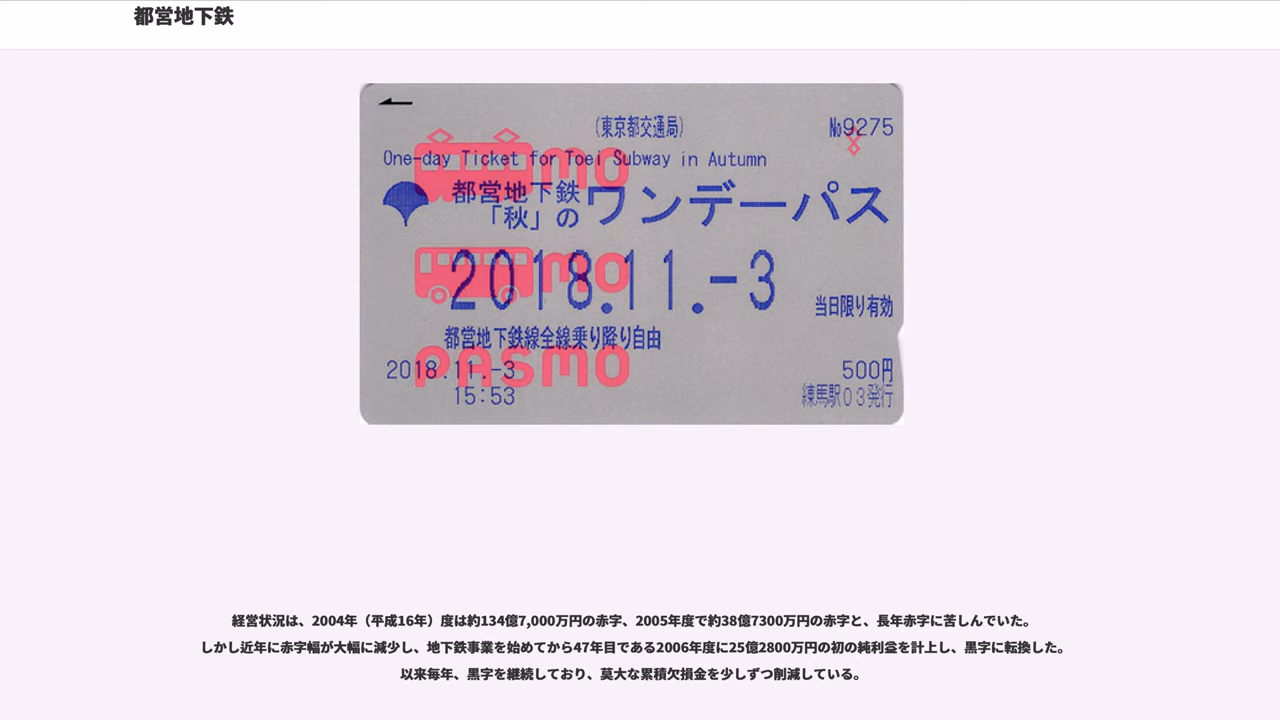 都営地下鉄
(東京都交通局)
№9275
One-day Ticket for Toei Subway in Autumn
都営地下鉄
「秋」の
ワンデーパス
2018.11.-3
当日限り有効
都営地下鉄線全線乗り降り自由
2018.11.-3
500円
15:53
練馬駅03発行
mo
mo
PASMO
経営状況は、2004年（平成16年）度は約134億7,000万円の赤字、2005年度で約38億7300万円の赤字と、長年赤字に苦しんでいた。
しかし近年に赤字幅が大幅に減少し、地下鉄事業を始めてから47年目である2006年度に25億2800万円の初の純利益を計上し、黒字に転換した。
以来毎年、黒字を継続しており、莫大な累積欠損金を少しずつ削減している。